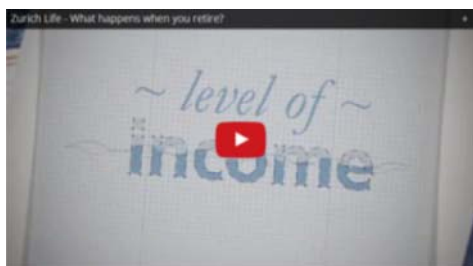 Zurich Life - What happens when you retire?
~ level of ~
income